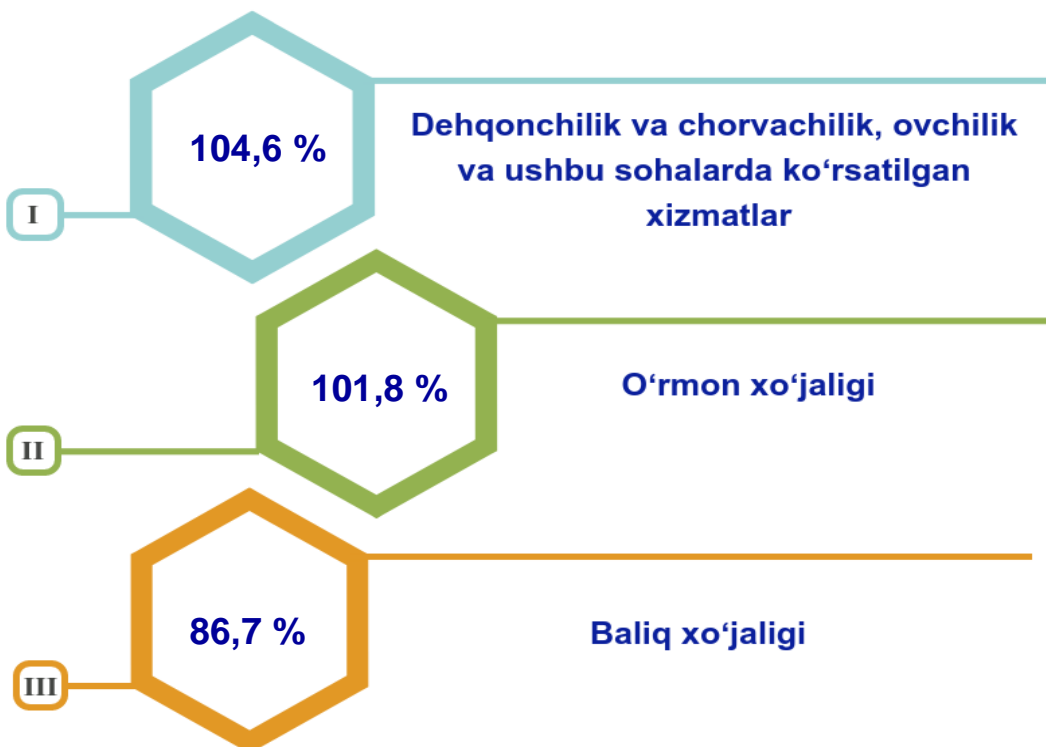 104,6 %
Dehqonchilik va chorvachilik, ovchilik
va ushbu sohalarda ko‘rsatilgan
xizmatlar
I
101,8 %
O‘rmon xo‘jaligi
II
86,7 %
Baliq xo‘jaligi
III